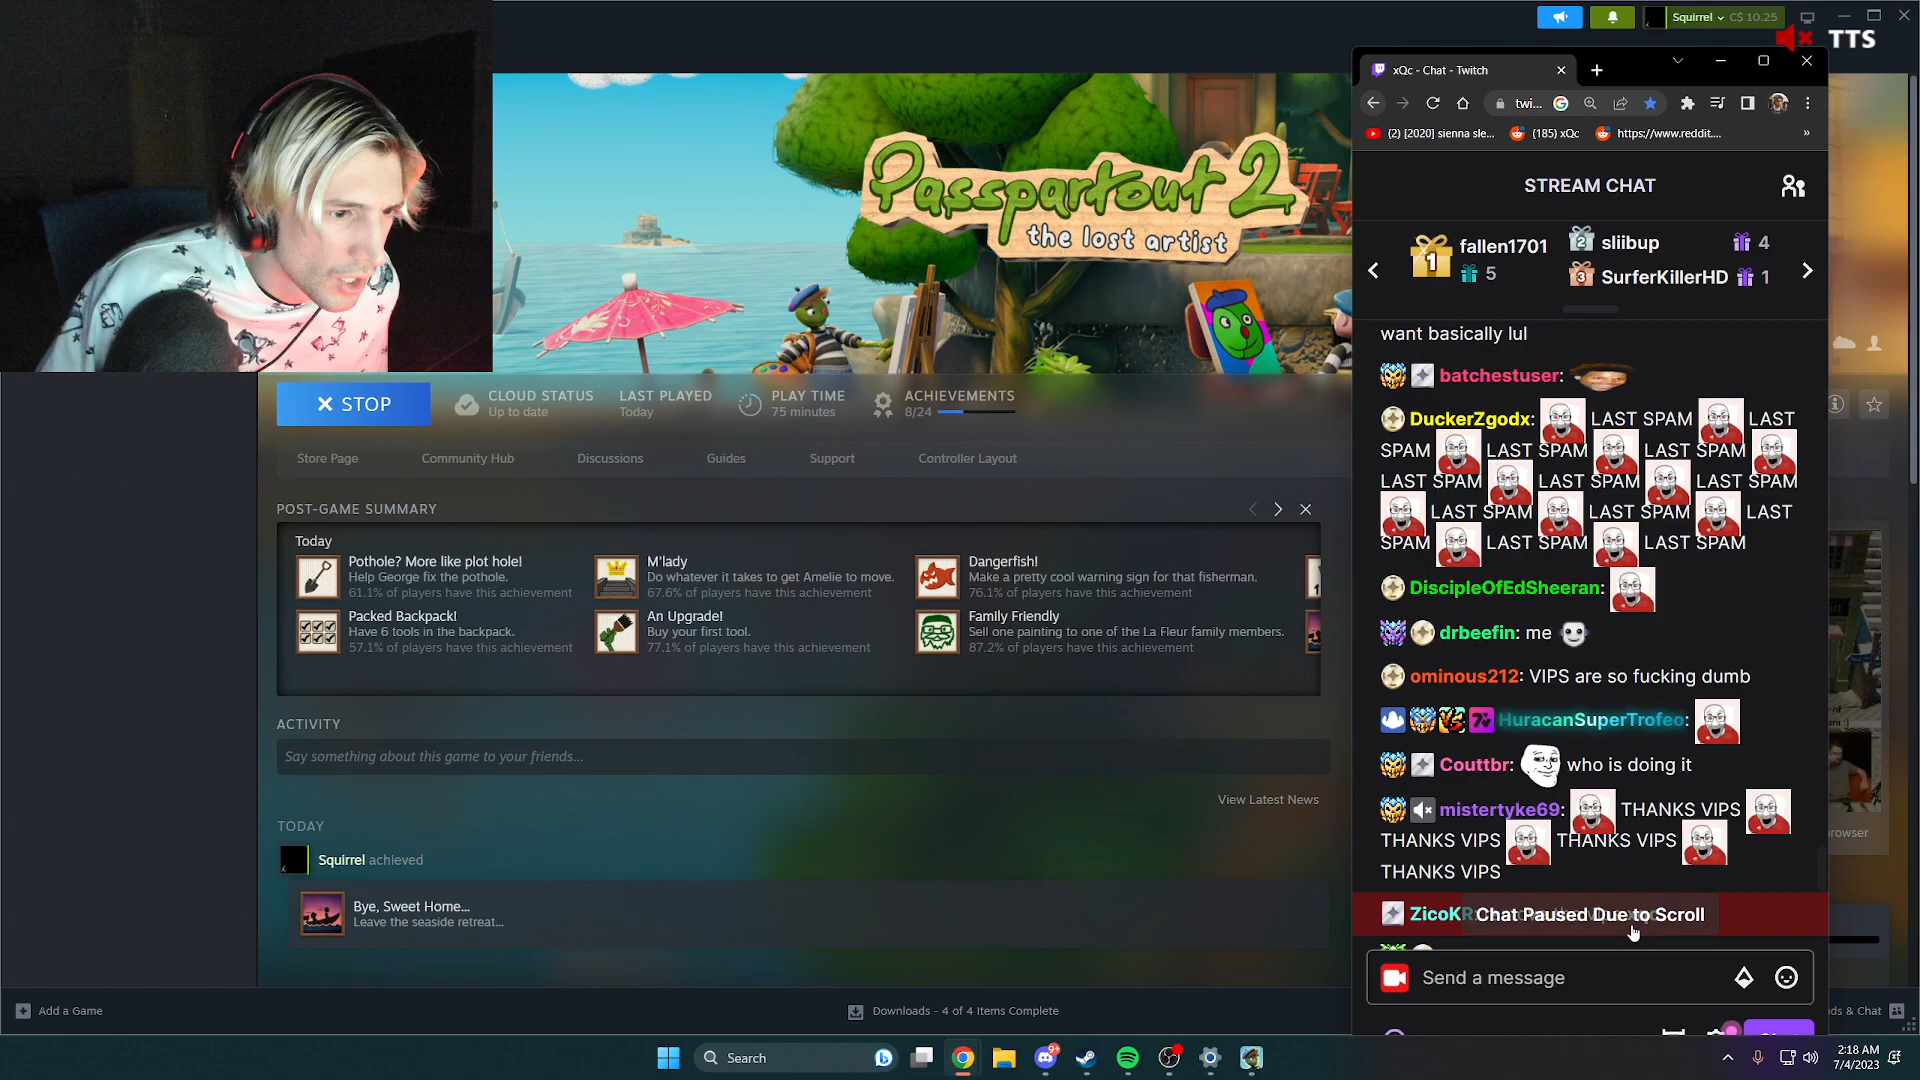 Squirrel
C$ 10.25
TTS
xQc - Chat - Twitch
twi...
(2) [2020] sienna sle...
(185) xQc
https://www.reddit....
»
Passpartout 2
the lost artist
STREAM CHAT
1 fallen1701
5
2 sliibup 4
3 SurferKillerHD 1
want basically lul
batchestuser:
DuckerZgodx: LAST SPAM LAST
SPAM LAST SPAM LAST SPAM
LAST SPAM LAST SPAM LAST SPAM
LAST SPAM LAST SPAM LAST
SPAM LAST SPAM LAST SPAM
DiscipleOfEdSheeran:
drbeefin: me
ominous212: VIPS are so fucking dumb
HuracanSuperTrofeo:
Couttbr: who is doing it
mistertyke69: THANKS VIPS
THANKS VIPS THANKS VIPS
THANKS VIPS
Chat Paused Due to Scroll
Send a message
STOP
CLOUD STATUS
Up to date
LAST PLAYED
Today
PLAY TIME
75 minutes
ACHIEVEMENTS
8/24
Store Page
Community Hub
Discussions
Guides
Support
Controller Layout
POST-GAME SUMMARY
Today
Pothole? More like plot hole!
Help George fix the pothole.
61.1% of players have this achievement
M'lady
Do whatever it takes to get Amelie to move.
67.6% of players have this achievement
Dangerfish!
Make a pretty cool warning sign for that fisherman.
76.1% of players have this achievement
Packed Backpack!
Have 6 tools in the backpack.
57.1% of players have this achievement
An Upgrade!
Buy your first tool.
77.1% of players have this achievement
Family Friendly
Sell one painting to one of the La Fleur family members.
87.2% of players have this achievement
ACTIVITY
Say something about this game to your friends...
View Latest News
TODAY
Squirrel achieved
Bye, Sweet Home...
Leave the seaside retreat...
Add a Game
Downloads - 4 of 4 Items Complete
ds & Chat
rowser
Search
9+
2:18 AM
7/4/2023